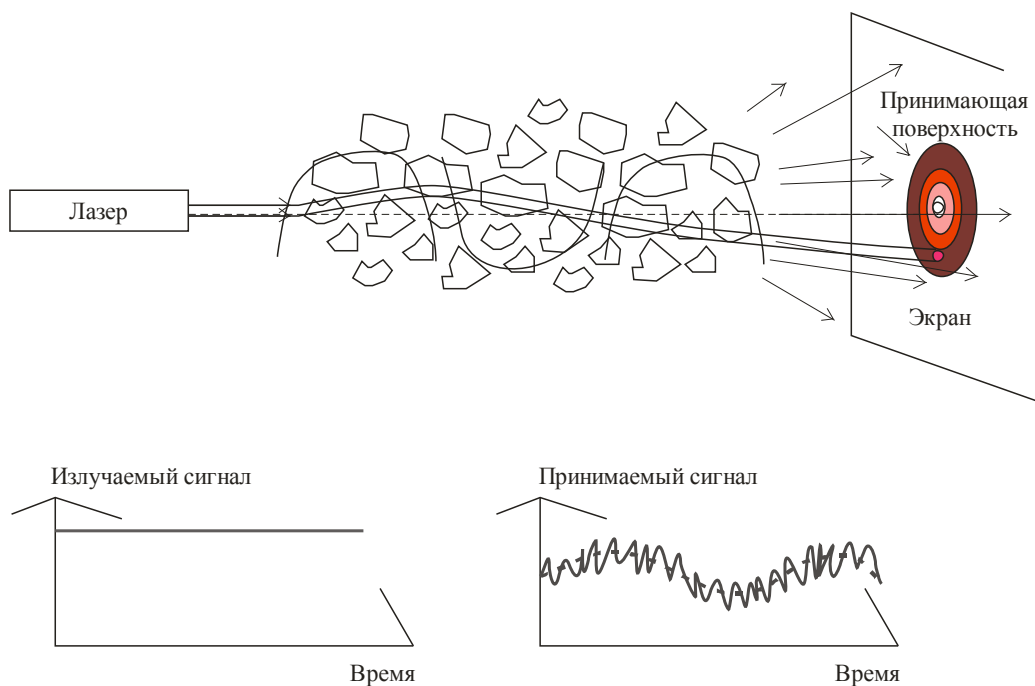 Принимающая
поверхность
Лазер
Экран
Излучаемый сигнал
Принимаемый сигнал
Время
Время